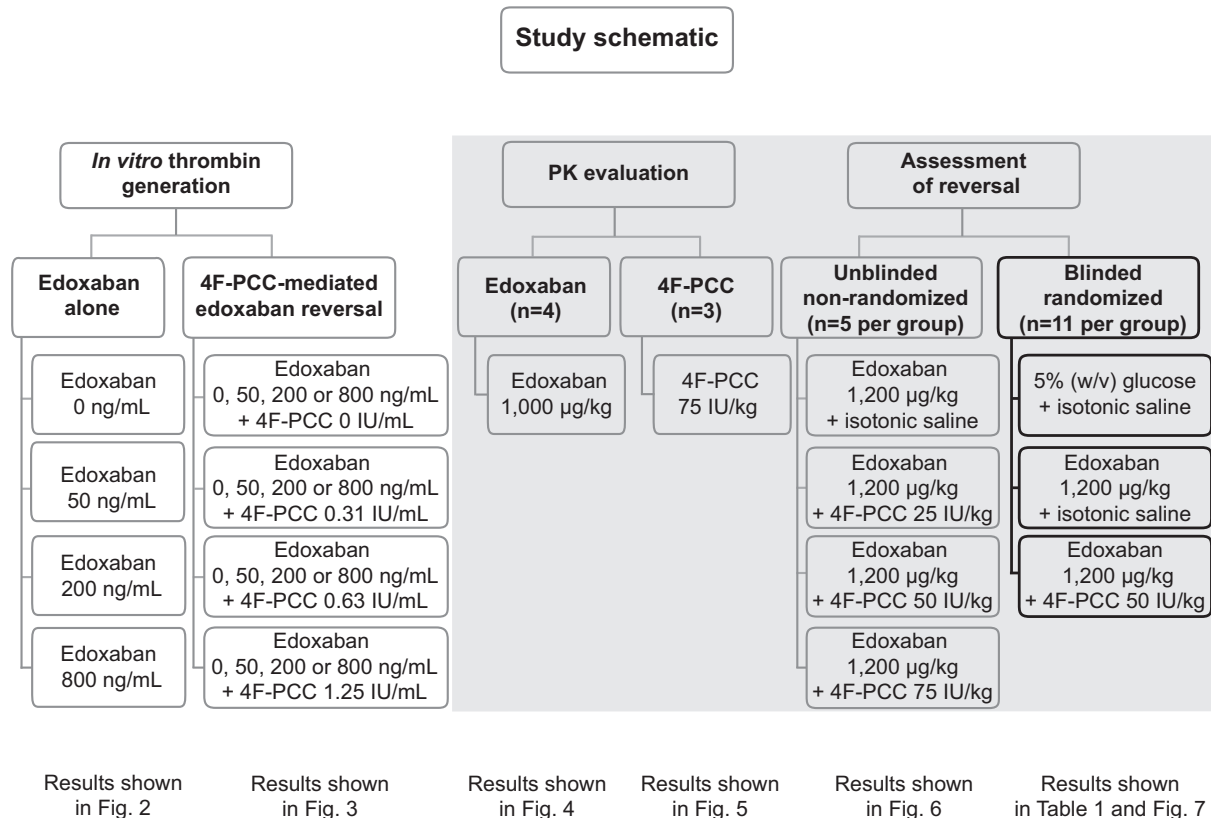 Study schematic
In vitro thrombin
generation
PK evaluation
Assessment
of reversal
Edoxaban
alone
4F-PCC-mediated
edoxaban reversal
Edoxaban
(n=4)
4F-PCC
(n=3)
Unblinded
non-randomized
(n=5 per group)
Blinded
randomized
(n=11 per group)
Edoxaban
0 ng/mL
Edoxaban
50 ng/mL
Edoxaban
200 ng/mL
Edoxaban
800 ng/mL
Edoxaban
0, 50, 200 or 800 ng/mL
+ 4F-PCC 0 IU/mL
Edoxaban
0, 50, 200 or 800 ng/mL
+ 4F-PCC 0.31 IU/mL
Edoxaban
0, 50, 200 or 800 ng/mL
+ 4F-PCC 0.63 IU/mL
Edoxaban
0, 50, 200 or 800 ng/mL
+ 4F-PCC 1.25 IU/mL
Edoxaban
1,000 µg/kg
4F-PCC
75 IU/kg
Edoxaban
1,200 µg/kg
+ isotonic saline
Edoxaban
1,200 µg/kg
+ 4F-PCC 25 IU/kg
Edoxaban
1,200 µg/kg
+ 4F-PCC 50 IU/kg
Edoxaban
1,200 µg/kg
+ 4F-PCC 75 IU/kg
5% (w/v) glucose
+ isotonic saline
Edoxaban
1,200 µg/kg
+ isotonic saline
Edoxaban
1,200 µg/kg
+ 4F-PCC 50 IU/kg
Results shown
in Fig. 2
Results shown
in Fig. 3
Results shown
in Fig. 4
Results shown
in Fig. 5
Results shown
in Fig. 6
Results shown
in Table 1 and Fig. 7